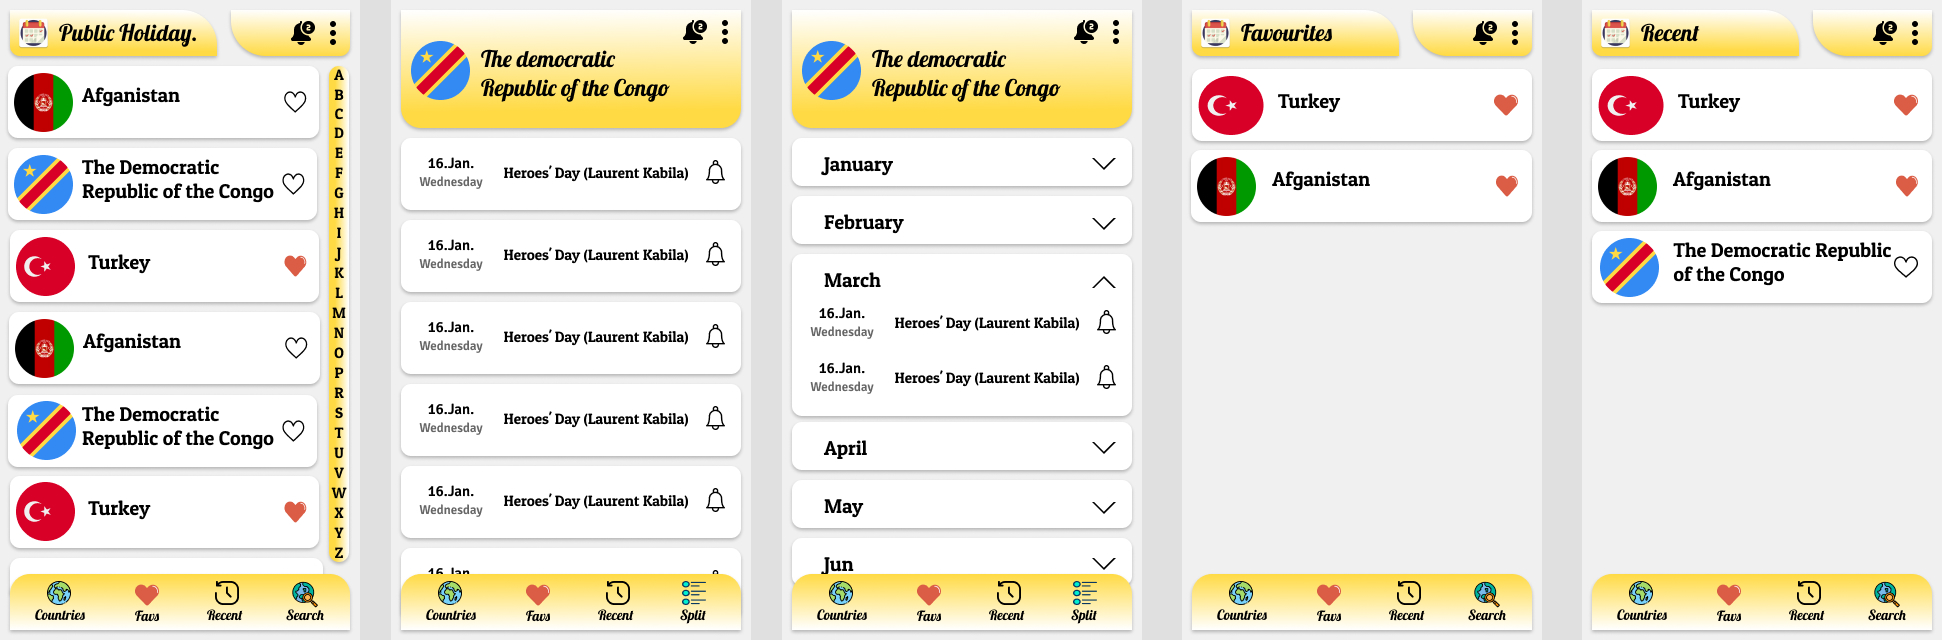 Public Holiday.
2
Afganistan
The Democratic
Republic of the Congo
Turkey
Afganistan
The Democratic
Republic of the Congo
Turkey
A
B
C
D
E
F
G
H
I
J
K
L
M
N
O
P
R
S
T
U
V
W
X
Y
Z
Countries
Favs
Recent
Search
2
The democratic
Republic of the Congo
16.Jan.
Wednesday
Heroes' Day (Laurent Kabila)
16.Jan.
Wednesday
Heroes' Day (Laurent Kabila)
16.Jan.
Wednesday
Heroes' Day (Laurent Kabila)
16.Jan.
Wednesday
Heroes' Day (Laurent Kabila)
16.Jan.
Wednesday
Heroes' Day (Laurent Kabila)
16.Jan.
Countries
Favs
Recent
Split
2
The democratic
Republic of the Congo
January
February
March
16.Jan.
Wednesday
Heroes' Day (Laurent Kabila)
16.Jan.
Wednesday
Heroes' Day (Laurent Kabila)
April
May
Jun
Countries
Favs
Recent
Split
Favourites
2
Turkey
Afganistan
Countries
Favs
Recent
Search
Recent
2
Turkey
Afganistan
The Democratic Republic
of the Congo
Countries
Favs
Recent
Search